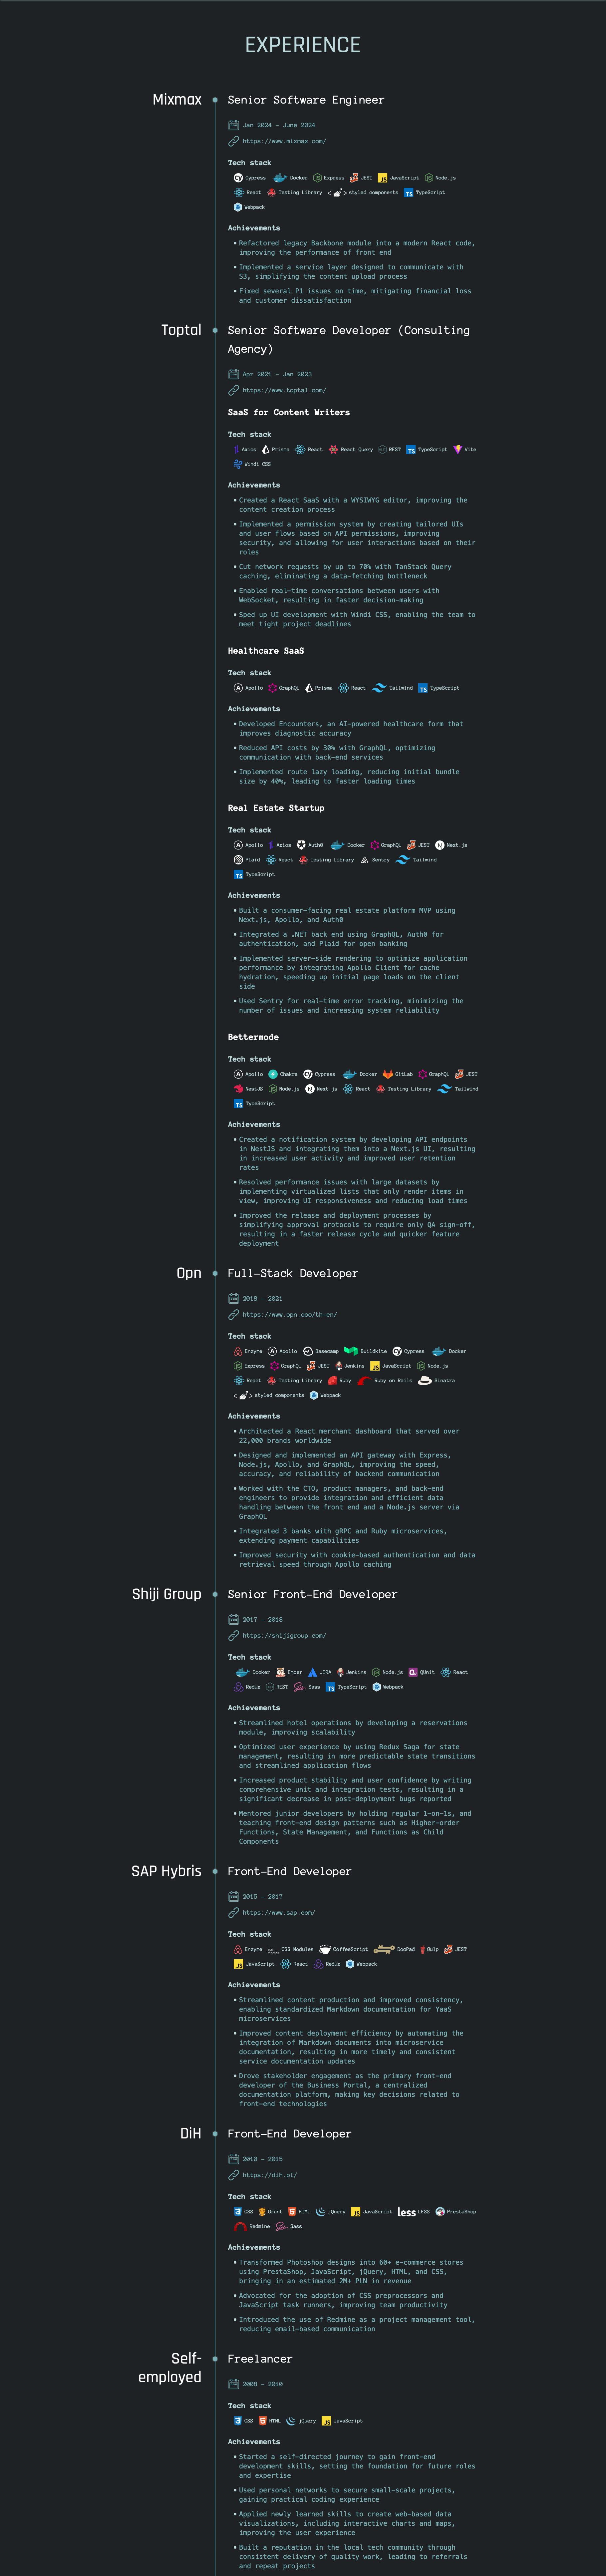 EXPERIENCE
Mixmax
Senior Software Engineer
Jan 2024 - June 2024
https://www.mixmax.com/
Tech stack
Cypress Docker Express JEST JavaScript Node.js
React Testing Library styled components TypeScript
Webpack
Achievements
Refactored legacy Backbone module into a modern React code,
improving the performance of front end
Implemented a service layer designed to communicate with
S3, simplifying the content upload process
Fixed several P1 issues on time, mitigating financial loss
and customer dissatisfaction
Toptal
Senior Software Developer (Consulting
Agency)
Apr 2021 - Jan 2023
https://www.toptal.com/
SaaS for Content Writers
Tech stack
Axios Prisma React React Query REST TypeScript Vite
Windi CSS
Achievements
Created a React SaaS with a WYSIWYG editor, improving the
content creation process
Implemented a permission system by creating tailored UIs
and user flows based on API permissions, improving
security, and allowing for user interactions based on their
roles
Cut network requests by up to 70% with TanStack Query
caching, eliminating a data-fetching bottleneck
Enabled real-time conversations between users with
WebSocket, resulting in faster decision-making
Sped up UI development with Windi CSS, enabling the team to
meet tight project deadlines
Healthcare SaaS
Tech stack
Apollo GraphQL Prisma React Tailwind TypeScript
Achievements
Developed Encounters, an AI-powered healthcare form that
improves diagnostic accuracy
Reduced API costs by 30% with GraphQL, optimizing
communication with back-end services
Implemented route lazy loading, reducing initial bundle
size by 40%, leading to faster loading times
Real Estate Startup
Tech stack
Apollo Axios Auth0 Docker GraphQL JEST Next.js
Plaid React Testing Library Sentry Tailwind
TypeScript
Achievements
Built a consumer-facing real estate platform MVP using
Next.js, Apollo, and Auth0
Integrated a .NET back end using GraphQL, Auth0 for
authentication, and Plaid for open banking
Implemented server-side rendering to optimize application
performance by integrating Apollo Client for cache
hydration, speeding up initial page loads on the client
side
Used Sentry for real-time error tracking, minimizing the
number of issues and increasing system reliability
Bettermode
Tech stack
Apollo Chakra Cypress Docker GitLab GraphQL JEST
NestJS Node.js Next.js React Testing Library Tailwind
TypeScript
Achievements
Created a notification system by developing API endpoints
in NestJS and integrating them into a Next.js UI, resulting
in increased user activity and improved user retention
rates
Resolved performance issues with large datasets by
implementing virtualized lists that only render items in
view, improving UI responsiveness and reducing load times
Improved the release and deployment processes by
simplifying approval protocols to require only QA sign-off,
resulting in a faster release cycle and quicker feature
deployment
Opn
Full-Stack Developer
2018 - 2021
https://www.opn.ooo/th-en/
Tech stack
Enzyme Apollo Basecamp Buildkite Cypress Docker
Express GraphQL JEST Jenkins JavaScript Node.js
React Testing Library Ruby Ruby on Rails Sinatra
styled components Webpack
Achievements
Architected a React merchant dashboard that served over
22,000 brands worldwide
Designed and implemented an API gateway with Express,
Node.js, Apollo, and GraphQL, improving the speed,
accuracy, and reliability of backend communication
Worked with the CTO, product managers, and back-end
engineers to provide integration and efficient data
handling between the front end and a Node.js server via
GraphQL
Integrated 3 banks with gRPC and Ruby microservices,
extending payment capabilities
Improved security with cookie-based authentication and data
retrieval speed through Apollo caching
Shiji Group
Senior Front-End Developer
2017 - 2018
https://shijigroup.com/
Tech stack
Docker Ember JIRA Jenkins Node.js QUnit React
Redux REST Sass TypeScript Webpack
Achievements
Streamlined hotel operations by developing a reservations
module, improving scalability
Optimized user experience by using Redux Saga for state
management, resulting in more predictable state transitions
and streamlined application flows
Increased product stability and user confidence by writing
comprehensive unit and integration tests, resulting in a
significant decrease in post-deployment bugs reported
Mentored junior developers by holding regular 1-on-1s, and
teaching front-end design patterns such as Higher-order
Functions, State Management, and Functions as Child
Components
SAP Hybris
Front-End Developer
2015 - 2017
https://www.sap.com/
Tech stack
Enzyme CSS Modules CoffeeScript DocPad Gulp JEST
JavaScript React Redux Webpack
Achievements
Streamlined content production and improved consistency,
enabling standardized Markdown documentation for YaaS
microservices
Improved content deployment efficiency by automating the
integration of Markdown documents into microservice
documentation, resulting in more timely and consistent
service documentation updates
Drove stakeholder engagement as the primary front-end
developer of the Business Portal, a centralized
documentation platform, making key decisions related to
front-end technologies
DiH
Front-End Developer
2010 - 2015
https://dih.pl/
Tech stack
CSS Grunt HTML jQuery JavaScript less LESS PrestaShop
Redmine Sass
Achievements
Transformed Photoshop designs into 60+ e-commerce stores
using PrestaShop, JavaScript, jQuery, HTML, and CSS,
bringing in an estimated 2M+ PLN in revenue
Advocated for the adoption of CSS preprocessors and
JavaScript task runners, improving team productivity
Introduced the use of Redmine as a project management tool,
reducing email-based communication
Self-
employed
Freelancer
2008 - 2010
Tech stack
CSS HTML jQuery JavaScript
Achievements
Started a self-directed journey to gain front-end
development skills, setting the foundation for future roles
and expertise
Used personal networks to secure small-scale projects,
gaining practical coding experience
Applied newly learned skills to create web-based data
visualizations, including interactive charts and maps,
improving the user experience
Built a reputation in the local tech community through
consistent delivery of quality work, leading to referrals
and repeat projects